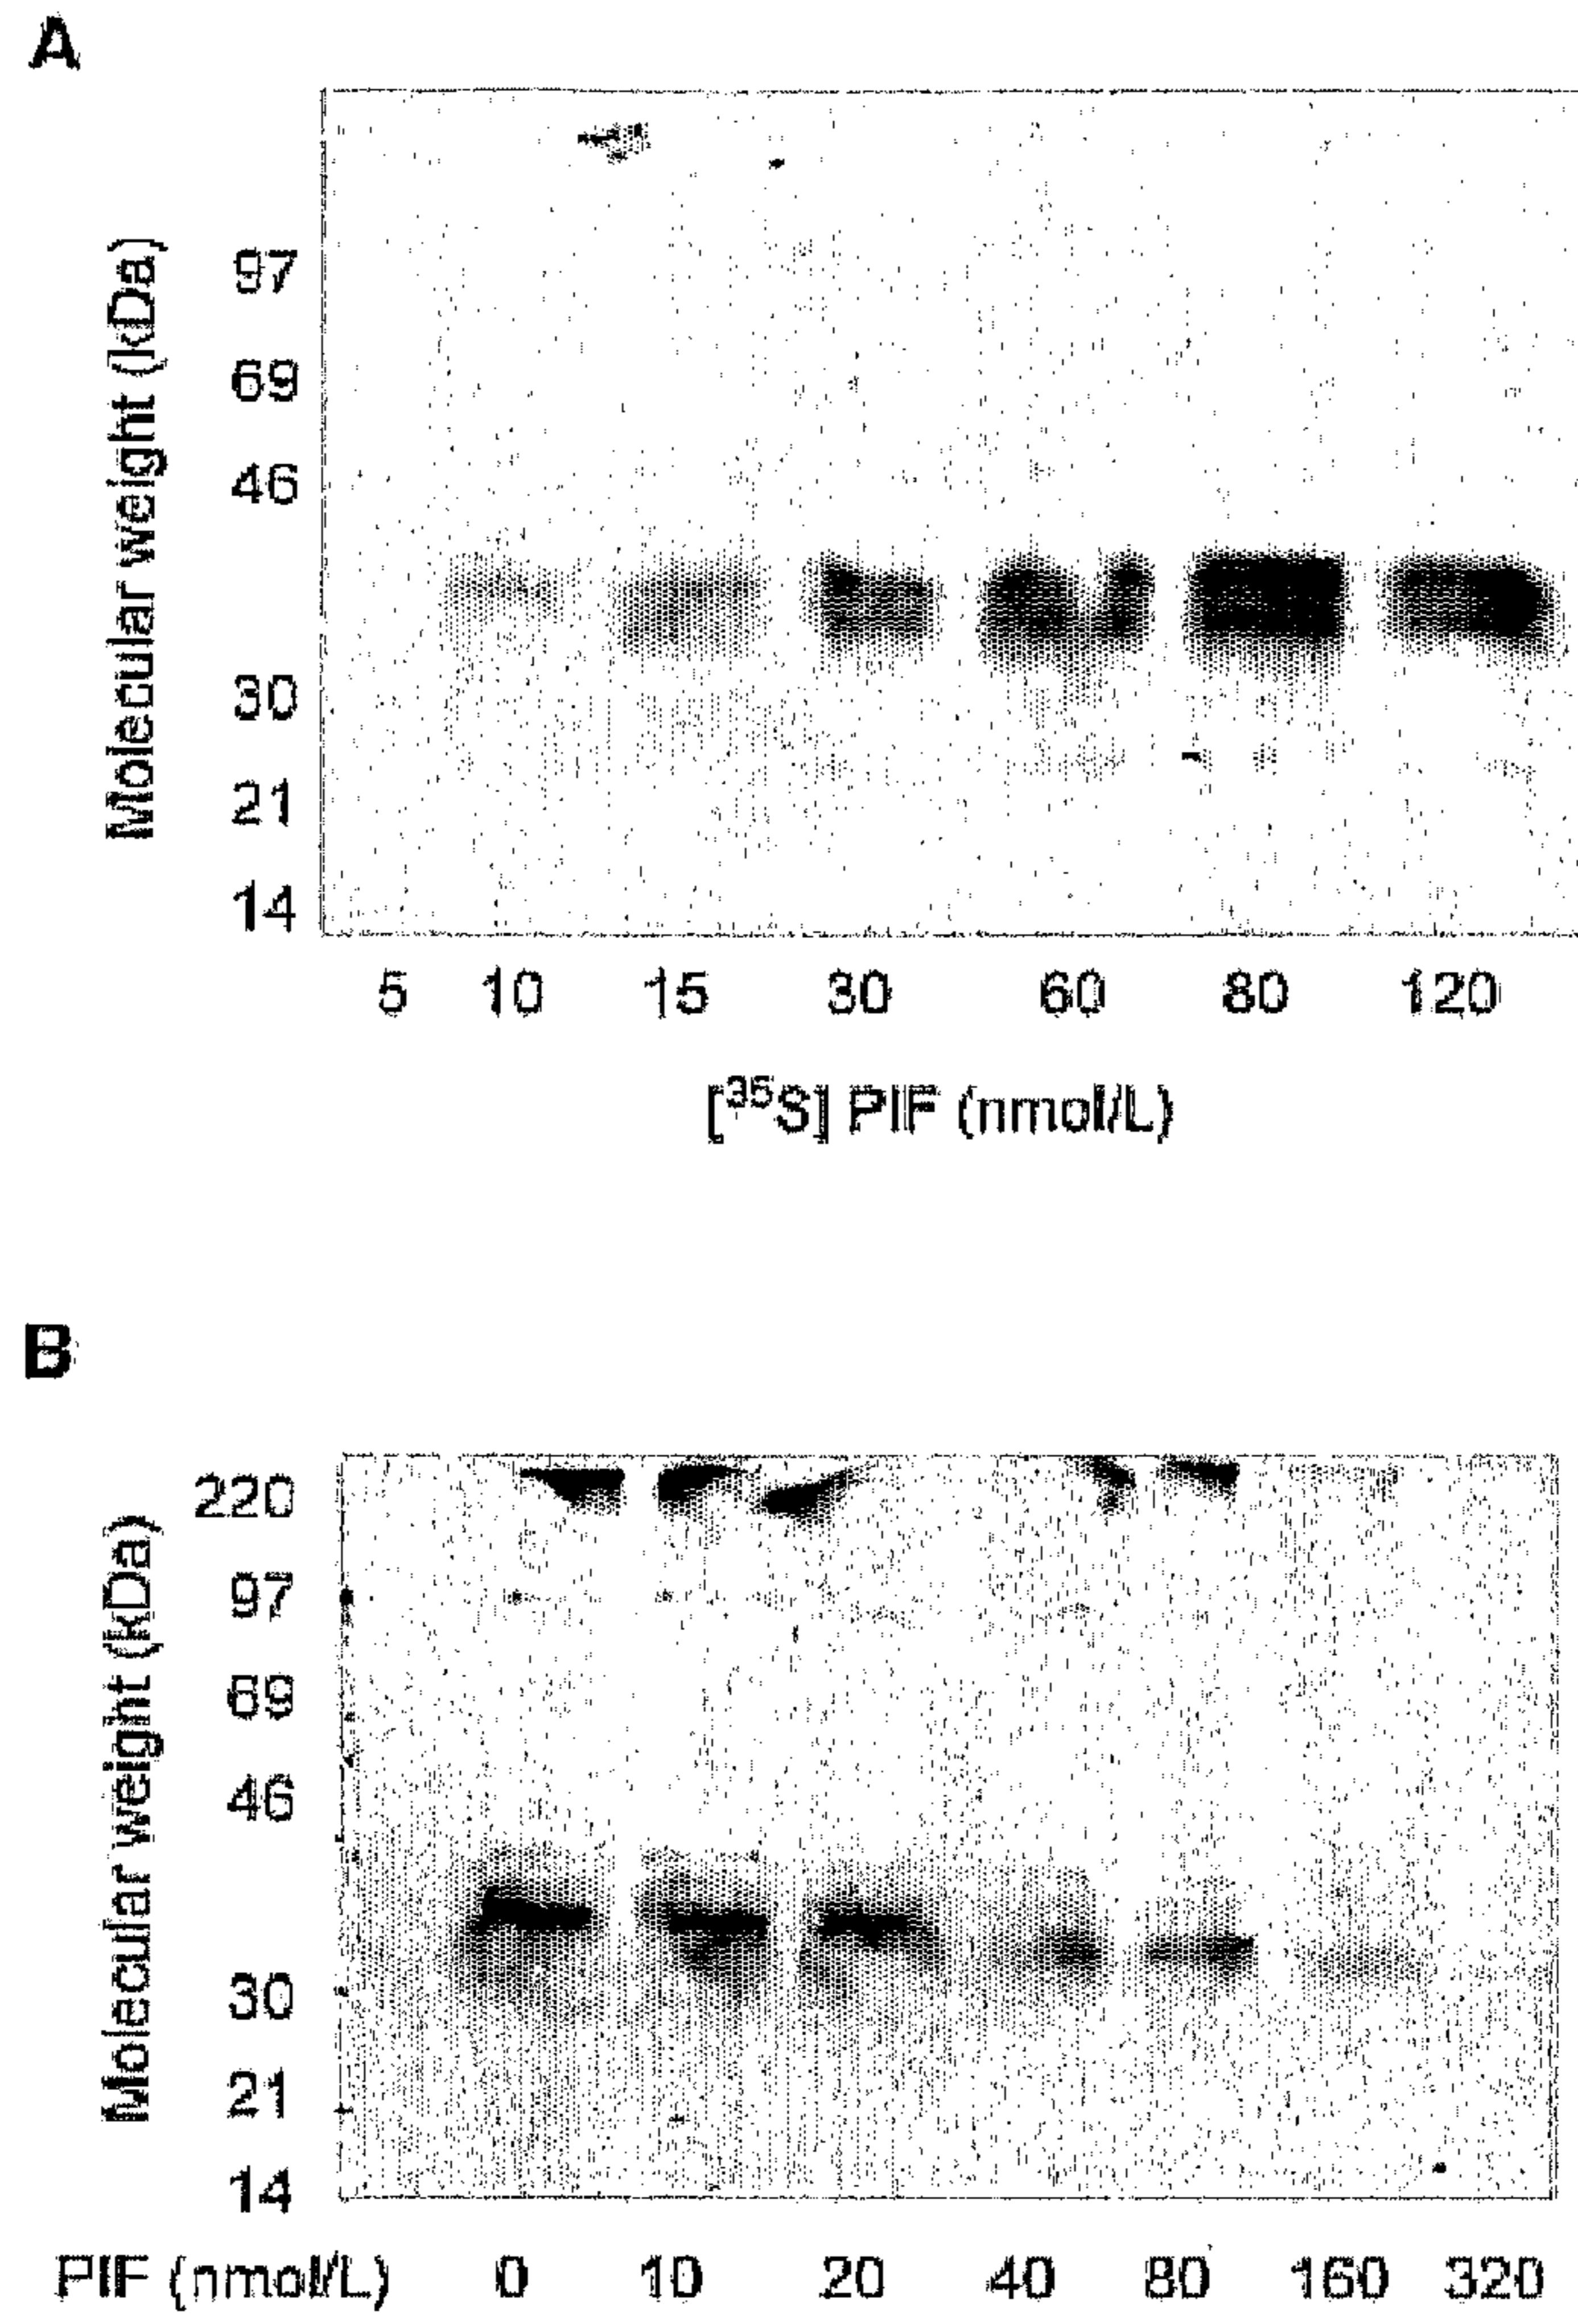 A
Molecular weight (kDa)
97
69
46
30
21
14
5 10 15 30 60 80 120
[³⁵S] PIF (nmol/L)
B
Molecular weight (kDa)
220
97
69
46
30
21
14
PIF (nmol/L) 0 10 20 40 80 160 320